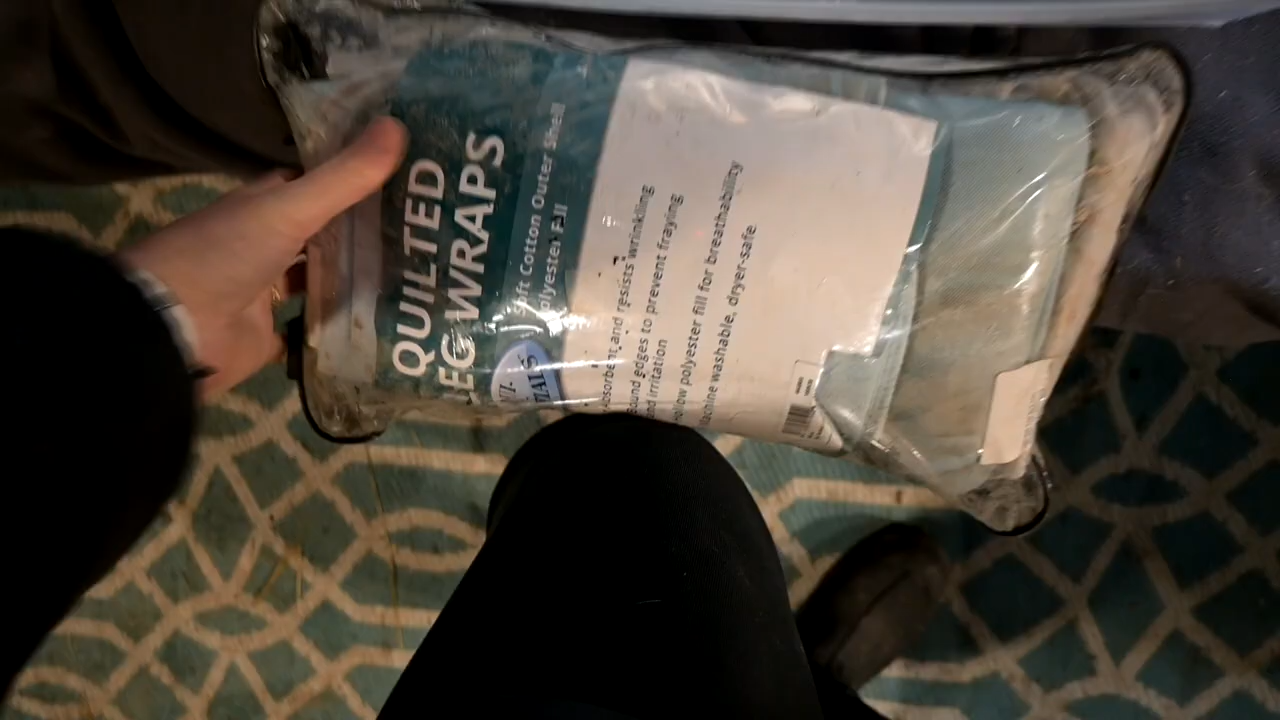 QUILTED
LEG WRAPS
Soft Cotton Outer Shell
Polyester Fill
Absorbent and resists wrinkling
Bound edges to prevent fraying
and irritation
Hollow polyester fill for breathability
Machine washable, dryer-safe